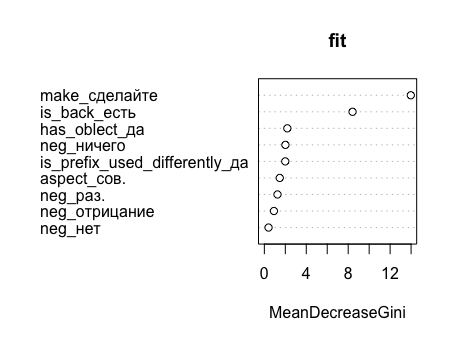 fit
make_сделайте
is_back_есть
has_oblect_да
neg_ничего
is_prefix_used_differently_да
aspect_сов.
neg_раз.
neg_отрицание
neg_нет
0 4 8 12
MeanDecreaseGini